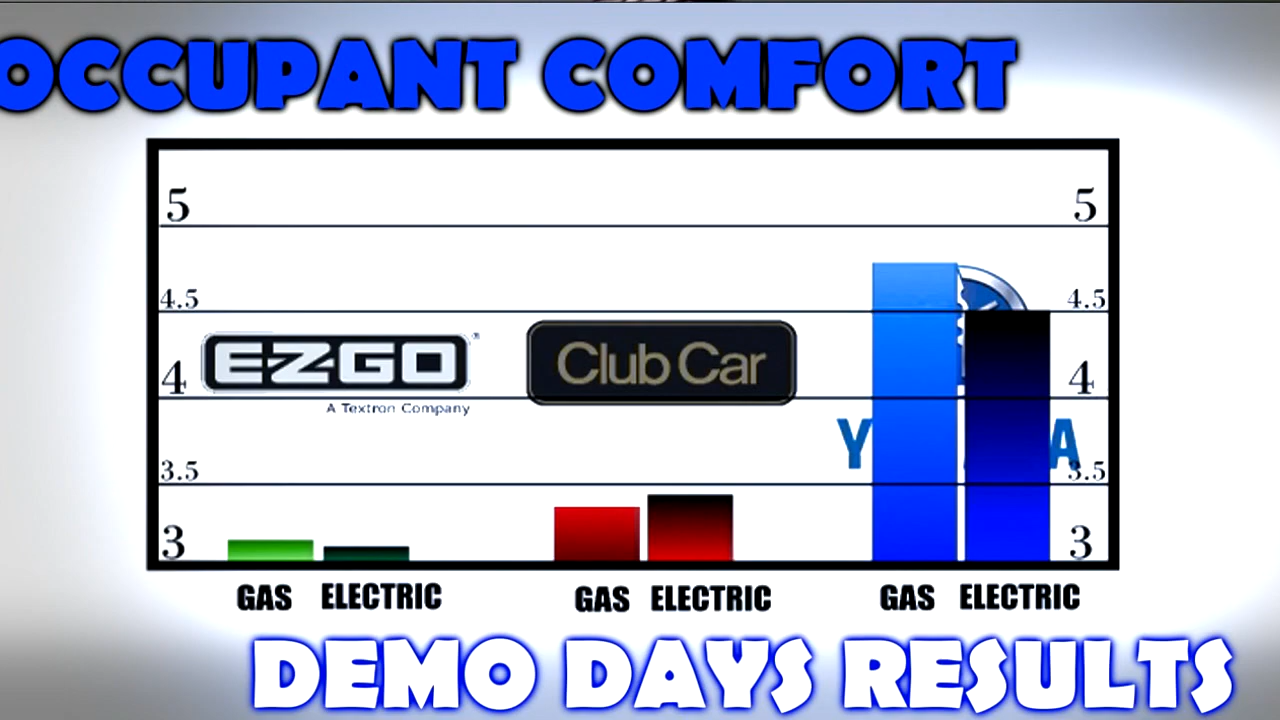 OCCUPANT COMFORT
5 5
4.5 4.5
EZGO®
Club Car
4 4
A Textron Company
Y A
3.5 3.5
3 3
GAS ELECTRIC GAS ELECTRIC GAS ELECTRIC
DEMO DAYS RESULTS